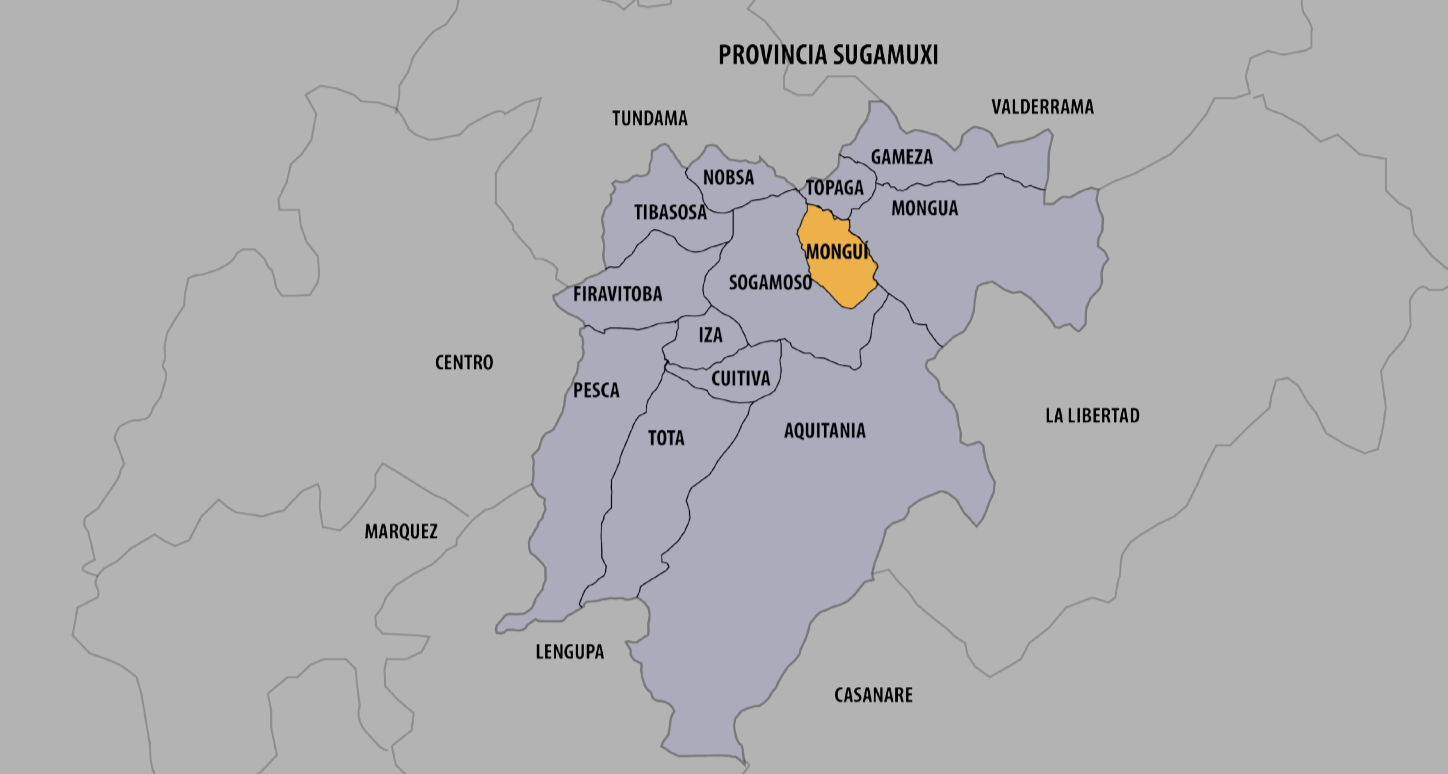 PROVINCIA SUGAMUXI
VALDERRAMA
TUNDAMA
GAMEZA
NOBSA
TOPAGA
TIBASOSA
MONGUA
MONGUÍ
SOGAMOSO
FIRAVITOBA
IZA
CENTRO
CUITIVA
PESCA
LA LIBERTAD
TOTA
AQUITANIA
MARQUEZ
LENGUPA
CASANARE